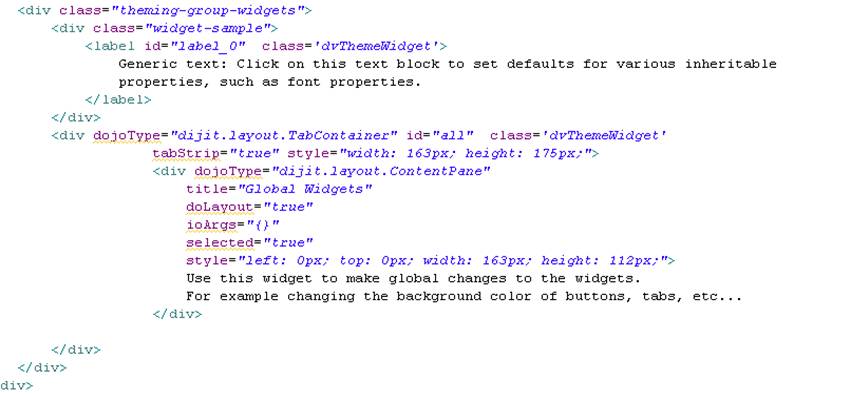 <div class="theming-group-widgets">
<div class="widget-sample">
<label id="label_0"  class='dvThemeWidget'>
Generic text: Click on this text block to set defaults for various inheritable
properties, such as font properties.
</label>
</div>
<div dojoType="dijit.layout.TabContainer" id="all"  class='dvThemeWidget'
tabStrip="true" style="width: 163px; height: 175px;">
<div dojoType="dijit.layout.ContentPane"
title="Global Widgets"
doLayout="true"
ioArgs="{}"
selected="true"
style="left: 0px; top: 0px; width: 163px; height: 112px;">
Use this widget to make global changes to the widgets.
For example changing the background color of buttons, tabs, etc...
</div>
</div>
</div>
div>